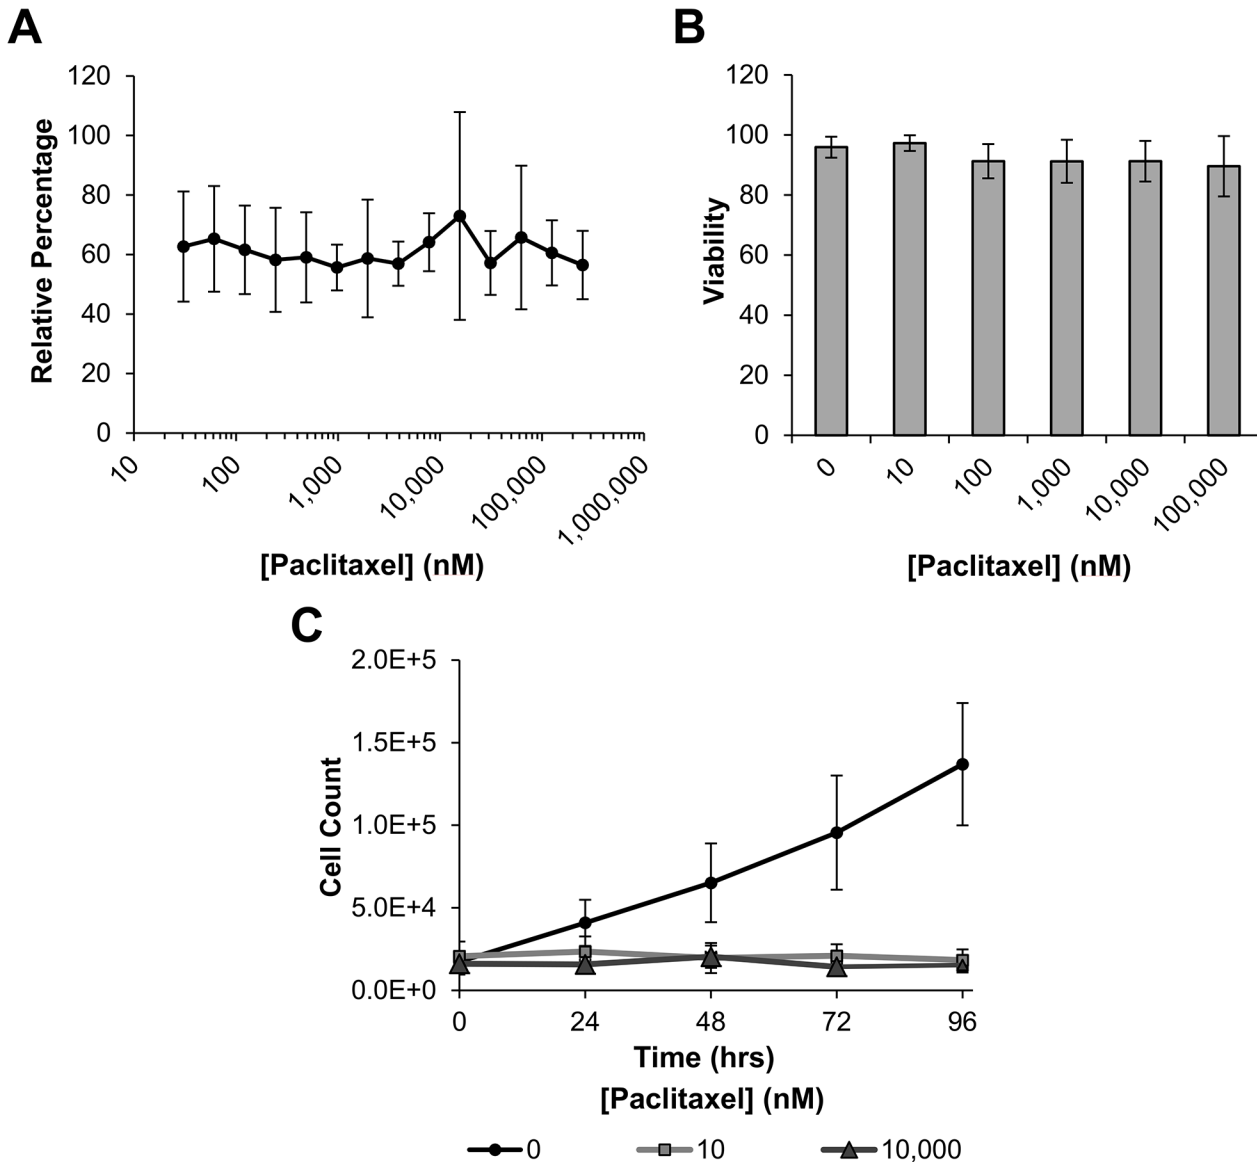 A
120
100
80
60
40
20
0
Relative Percentage
10
100
1,000
10,000
100,000
1,000,000
[Paclitaxel] (nM)
B
120
100
80
60
40
20
0
Viability
0
10
100
1,000
10,000
100,000
[Paclitaxel] (nM)
C
2.0E+5
1.5E+5
1.0E+5
5.0E+4
0.0E+0
Cell Count
0
24
48
72
96
Time (hrs)
[Paclitaxel] (nM)
0
10
10,000